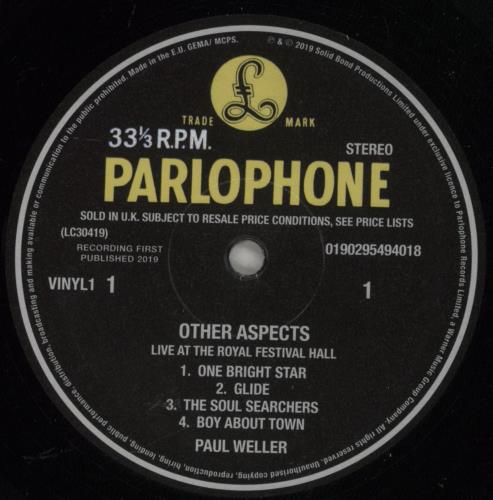 Made in the E.U. GEMA/ MCPS.
℗ & © 2019 Solid Bond Productions Limited under exclusive licence to Parlophone Records Limited, a Warner Music Group Company All rights reserved. Unauthorised copying, reproduction, hiring, lending, public performance, distribution, broadcasting and making available or communication to the public prohibited.
£
TRADE MARK
33⅓ R.P.M.
STEREO
PARLOPHONE
SOLD IN U.K. SUBJECT TO RESALE PRICE CONDITIONS, SEE PRICE LISTS
(LC30419)
RECORDING FIRST
PUBLISHED 2019
0190295494018
VINYL1 1
1
OTHER ASPECTS
LIVE AT THE ROYAL FESTIVAL HALL
1. ONE BRIGHT STAR
2. GLIDE
3. THE SOUL SEARCHERS
4. BOY ABOUT TOWN
PAUL WELLER